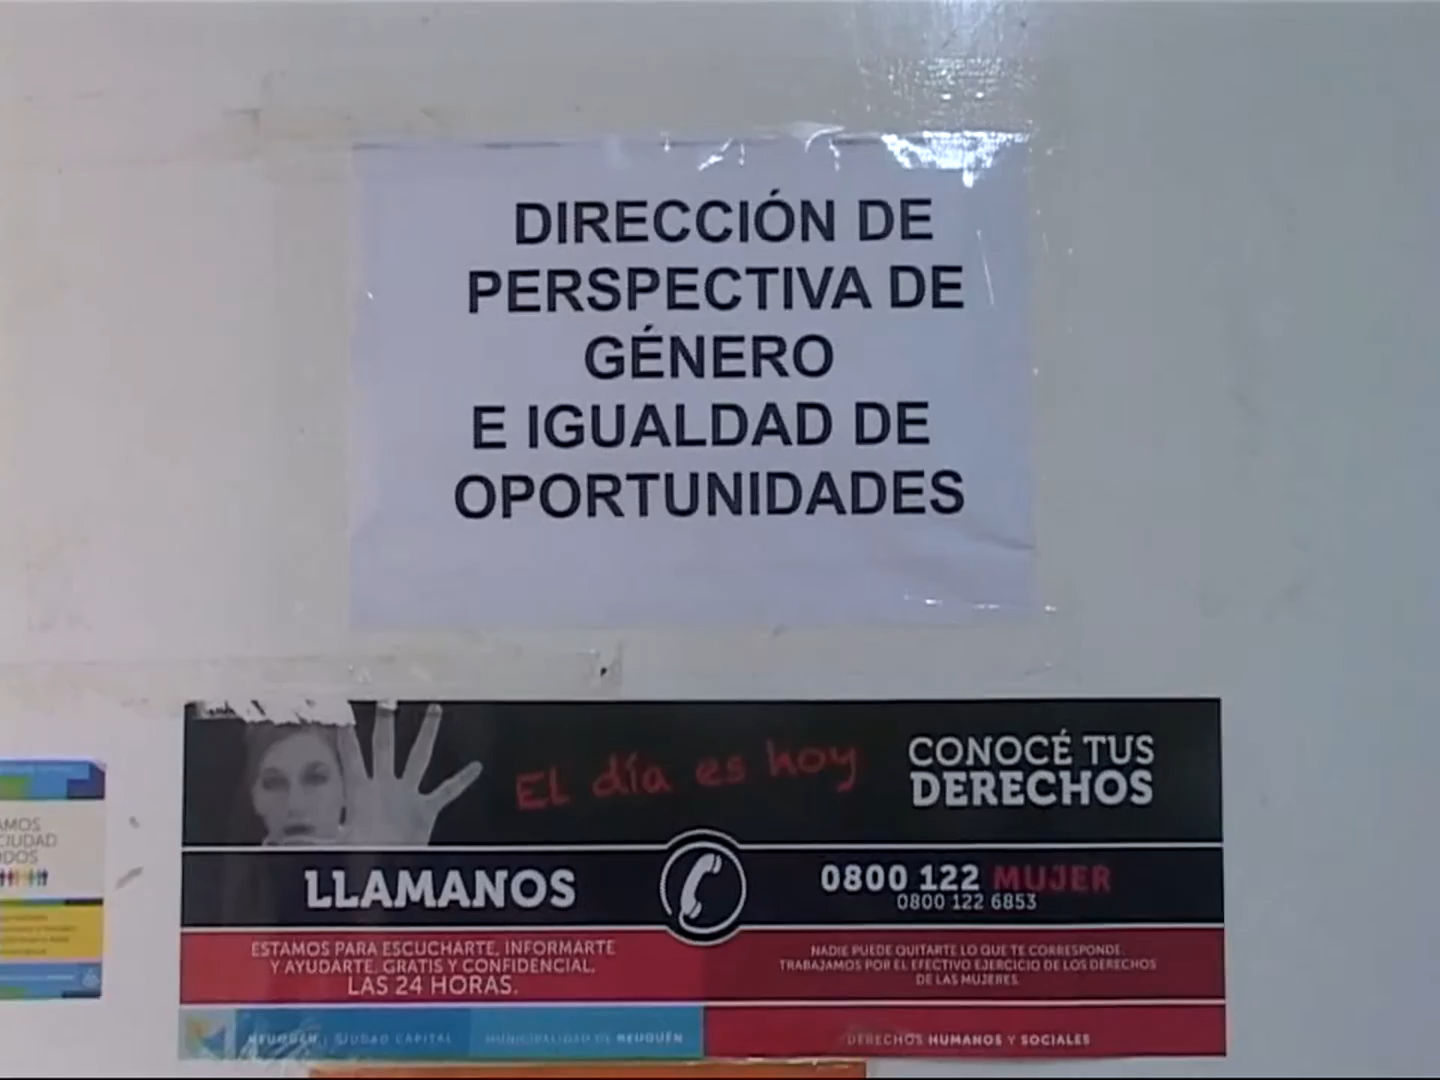 DIRECCIÓN DE
PERSPECTIVA DE
GÉNERO
E IGUALDAD DE
OPORTUNIDADES
El día es hoy
CONOCÉ TUS
DERECHOS
LLAMANOS
0800 122 MUJER
0800 122 6853
ESTAMOS PARA ESCUCHARTE, INFORMARTE
Y AYUDARTE. GRATIS Y CONFIDENCIAL.
LAS 24 HORAS.
NADIE PUEDE QUITARTE LO QUE TE CORRESPONDE.
TRABAJAMOS POR EL EFECTIVO EJERCICIO DE LOS DERECHOS
DE LAS MUJERES.
NEUQUÉN CIUDAD CAPITAL
MUNICIPALIDAD DE NEUQUÉN
DERECHOS HUMANOS Y SOCIALES
AMOS
CIUDAD
DOS